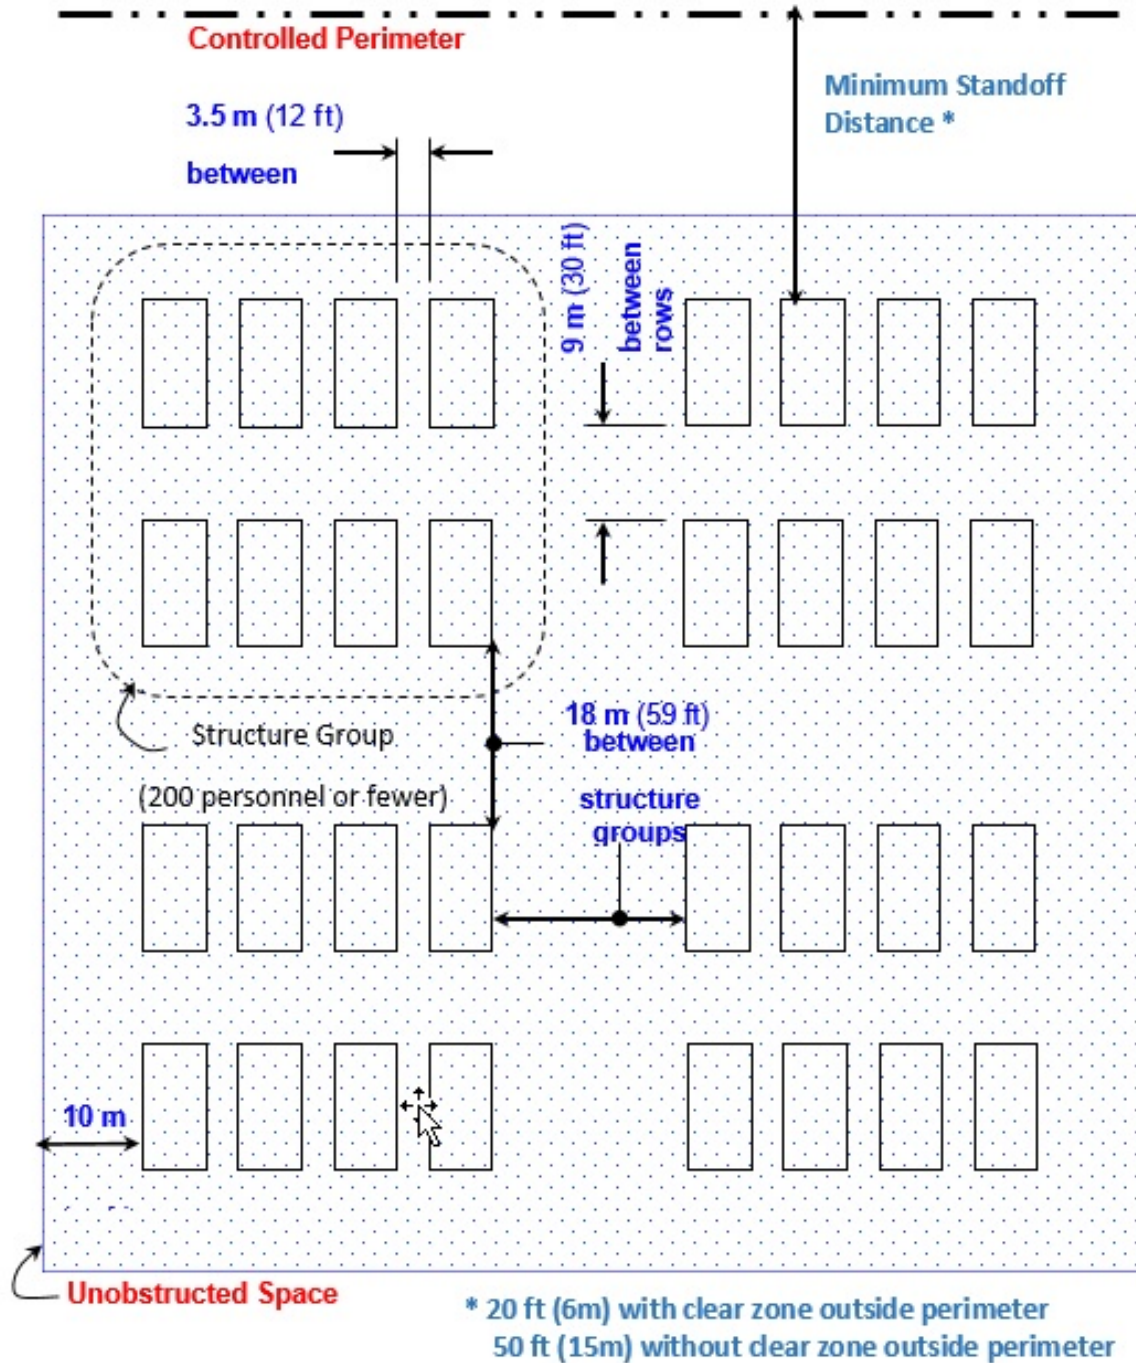 Controlled Perimeter
Minimum Standoff
Distance *
3.5 m (12 ft)
between
9 m (30 ft)
between
rows
Structure Group
(200 personnel or fewer)
18 m (59 ft)
between
structure
groups
10 m
Unobstructed Space
* 20 ft (6m) with clear zone outside perimeter
50 ft (15m) without clear zone outside perimeter